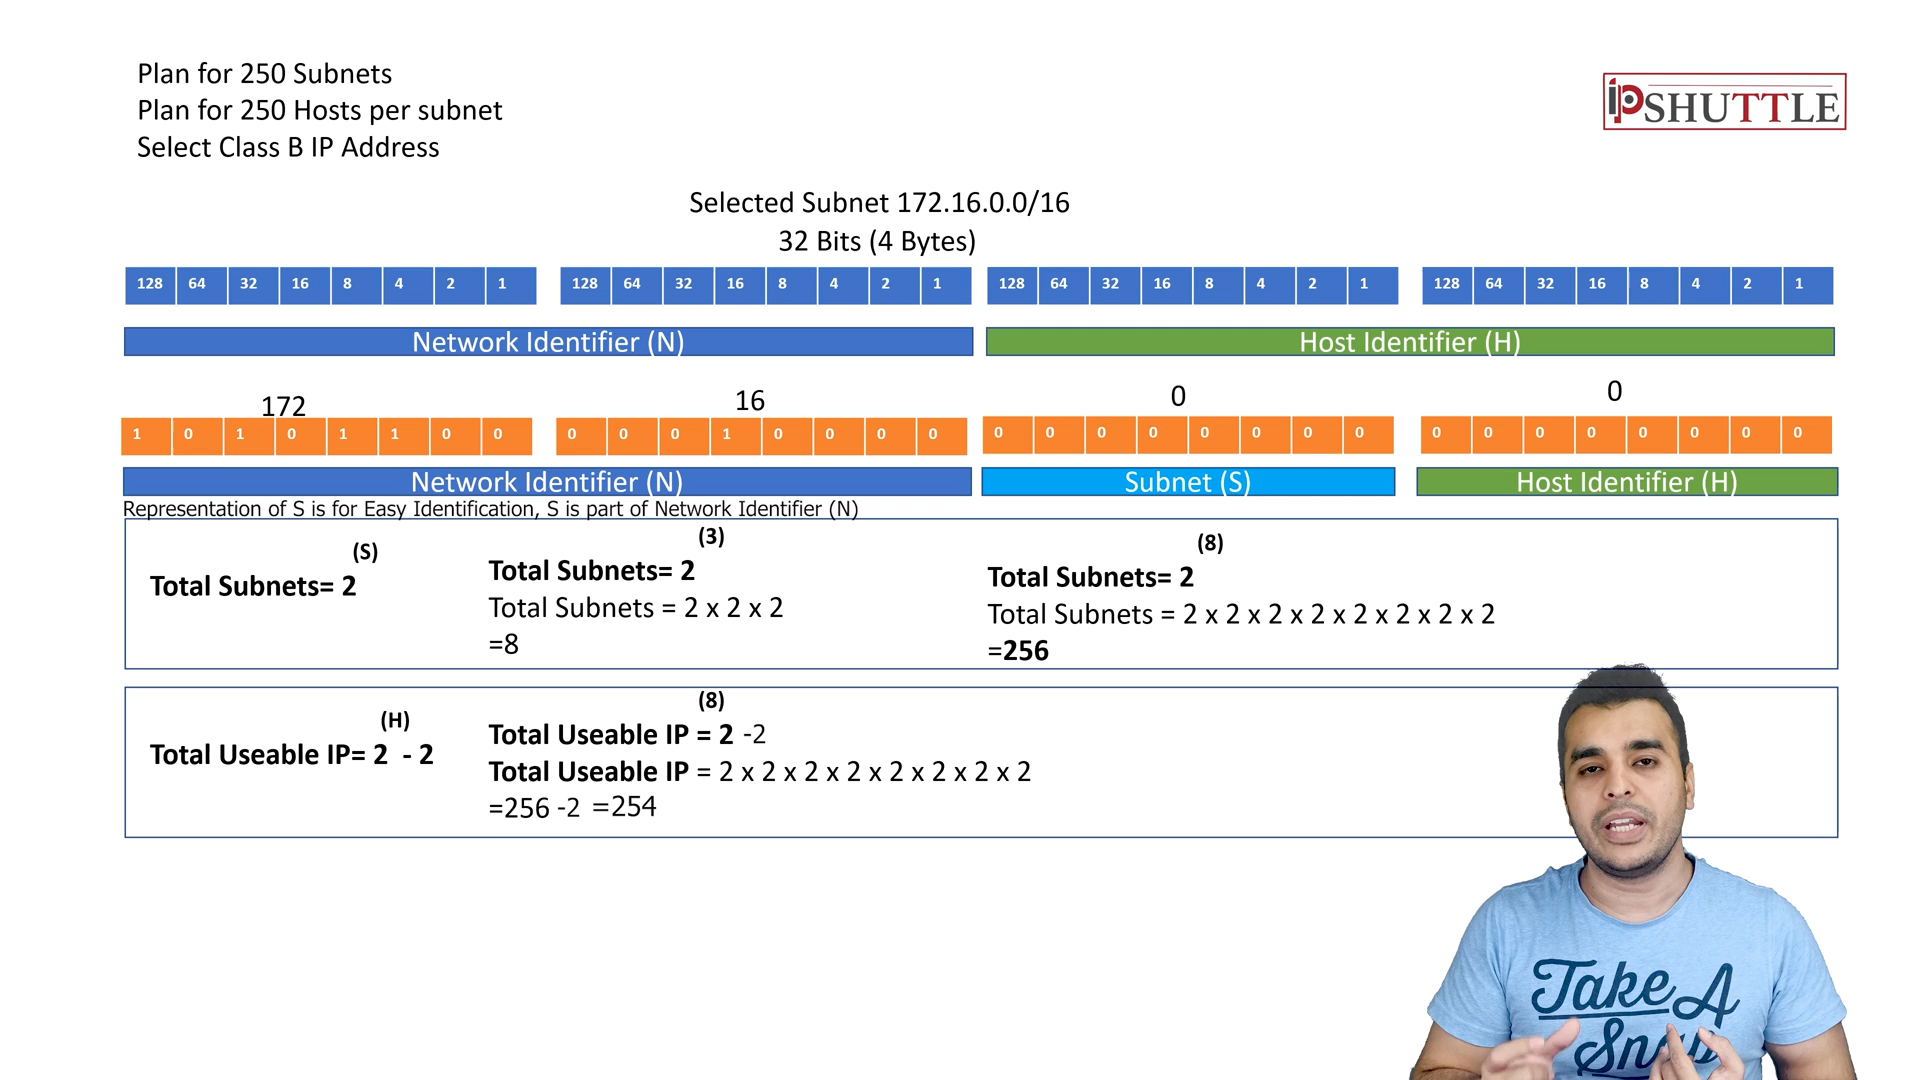 Plan for 250 Subnets
Plan for 250 Hosts per subnet
Select Class B IP Address
ipSHUTTLE
Selected Subnet 172.16.0.0/16
32 Bits (4 Bytes)
128 64 32 16 8 4 2 1 128 64 32 16 8 4 2 1 128 64 32 16 8 4 2 1 128 64 32 16 8 4 2 1
Network Identifier (N) Host Identifier (H)
172 16 0 0
1 0 1 0 1 1 0 0 0 0 0 1 0 0 0 0 0 0 0 0 0 0 0 0 0 0 0 0 0 0 0 0
Network Identifier (N) Subnet (S) Host Identifier (H)
Representation of S is for Easy Identification, S is part of Network Identifier (N)
(S)
Total Subnets= 2
(3)
Total Subnets= 2
Total Subnets = 2 x 2 x 2
=8
(8)
Total Subnets= 2
Total Subnets = 2 x 2 x 2 x 2 x 2 x 2 x 2 x 2
=256
(H)
Total Useable IP= 2 - 2
(8)
Total Useable IP = 2 -2
Total Useable IP = 2 x 2 x 2 x 2 x 2 x 2 x 2 x 2
=256 -2 =254
Take A